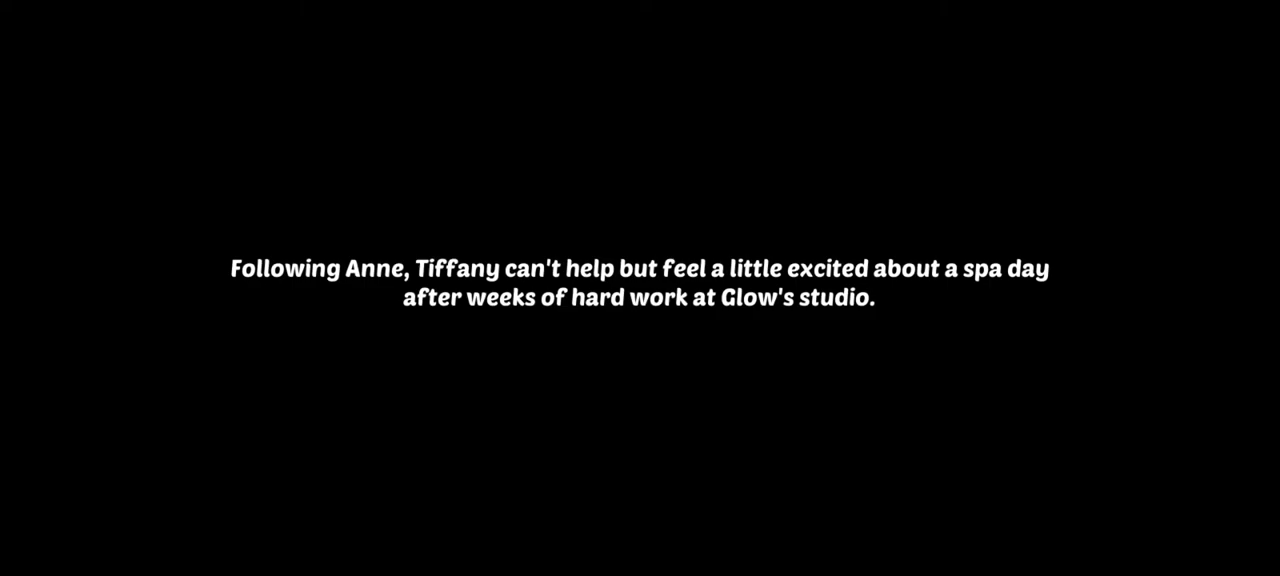 Following Anne, Tiffany can't help but feel a little excited about a spa day
after weeks of hard work at Glow's studio.